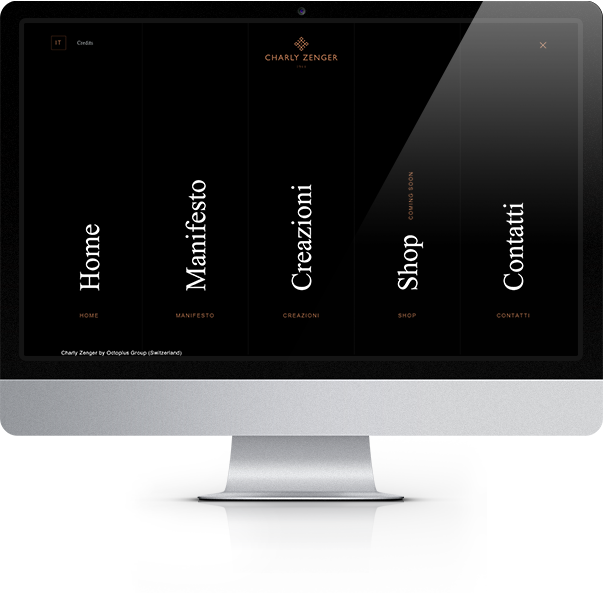 IT
Credits
CHARLY ZENGER
Home
Manifesto
Creazioni
Shop
COMING SOON
Contatti
HOME
MANIFESTO
CREAZIONI
SHOP
CONTATTI
Charly Zenger by Octoplus Group (Switzerland)